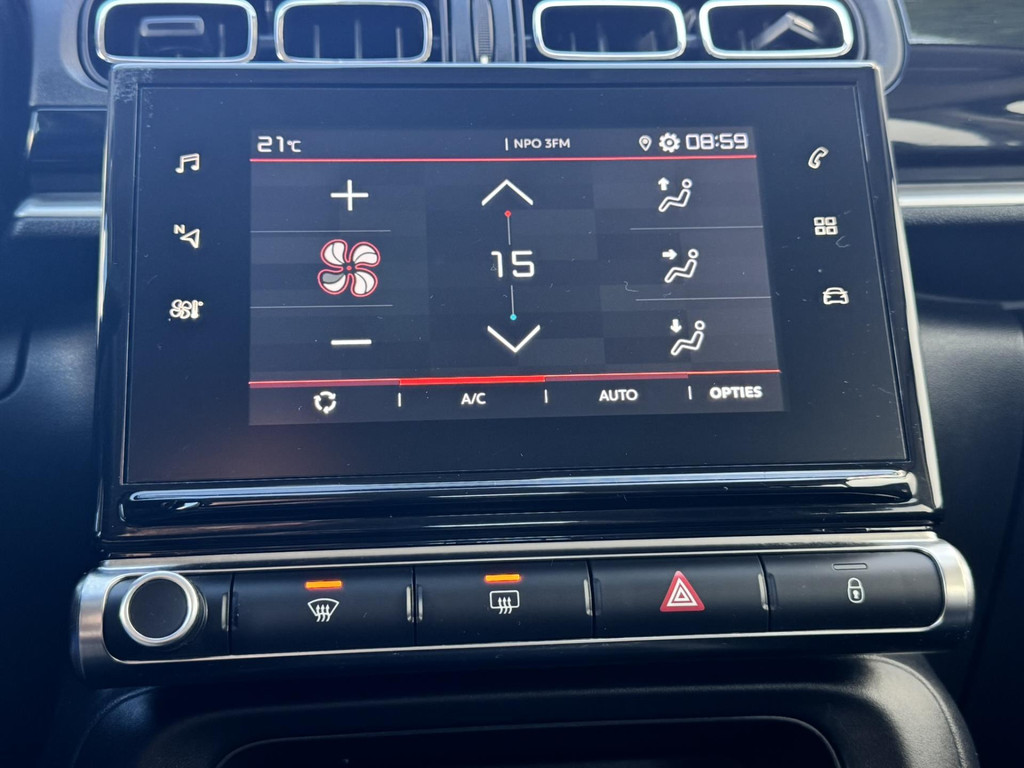 21°C | NPO 3FM 08:59
N
15
A/C | AUTO | OPTIES